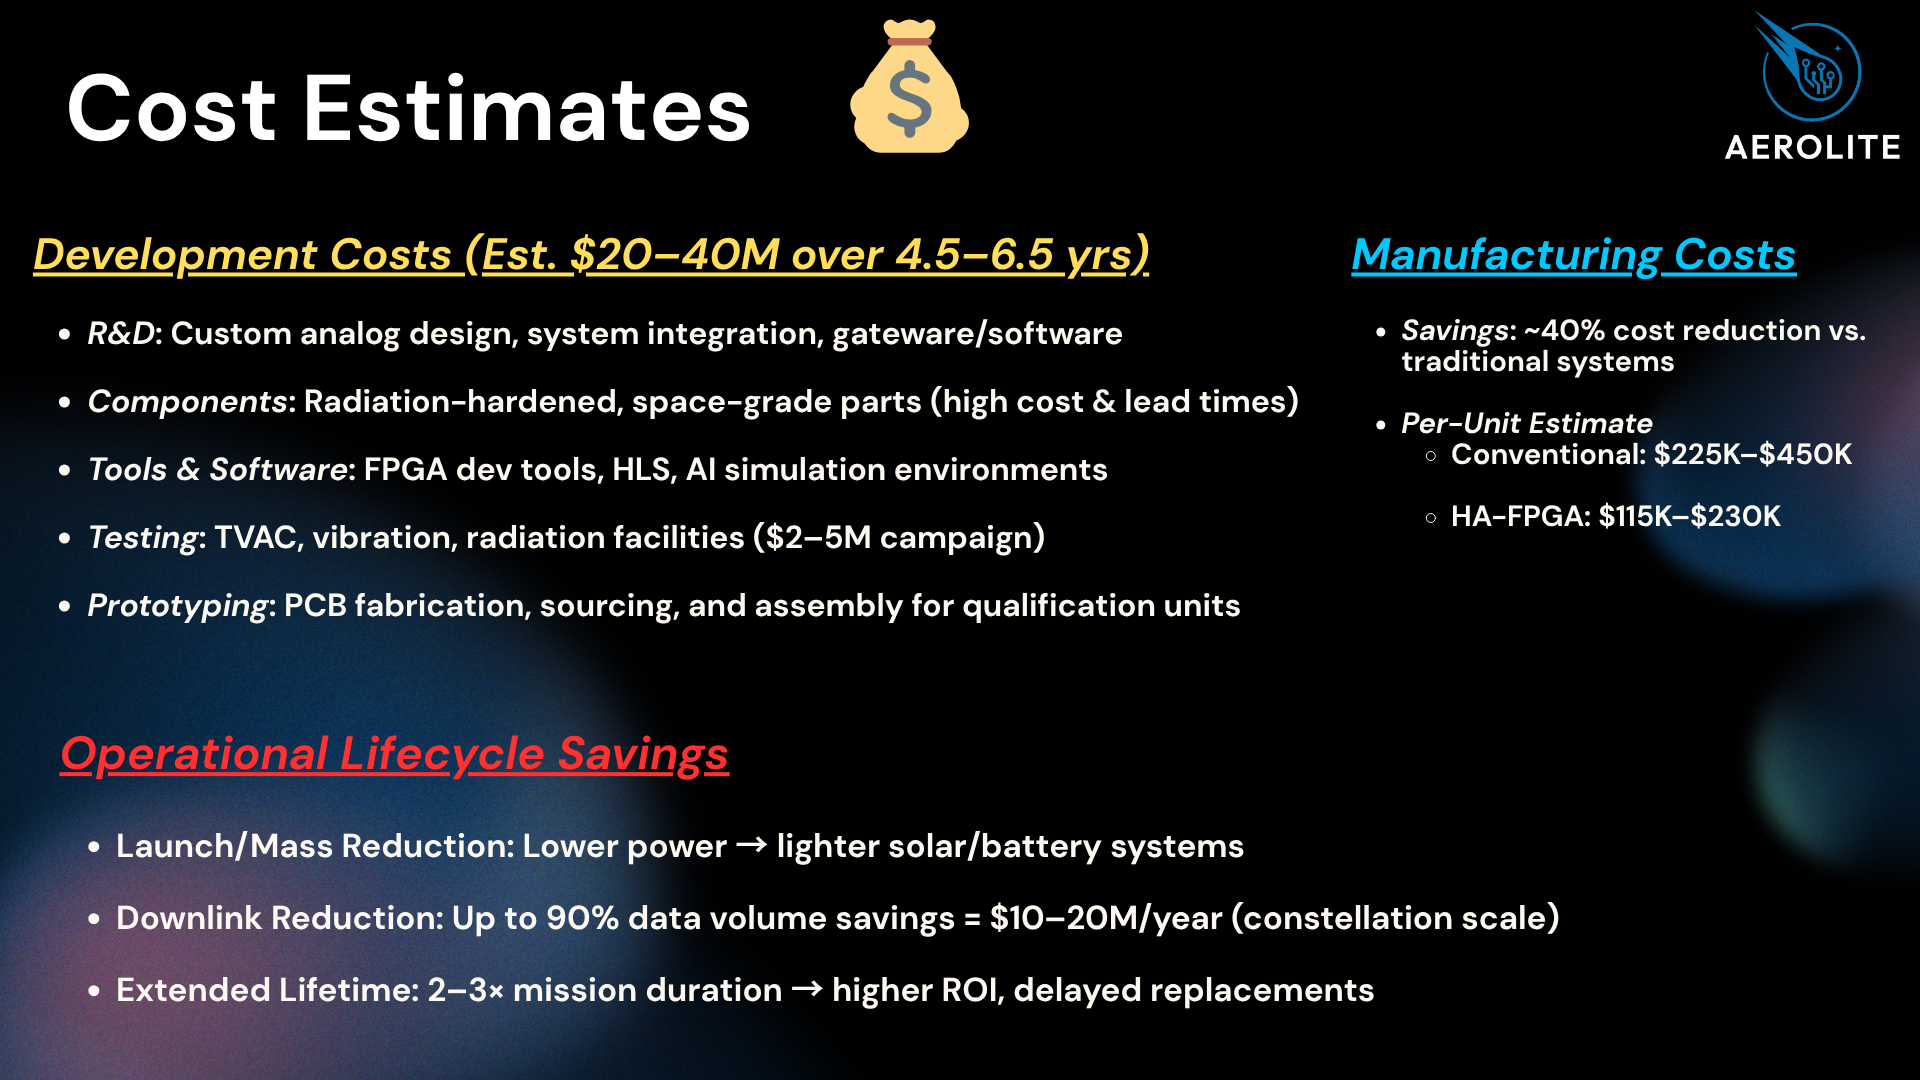 Cost Estimates
$
AEROLITE
Development Costs (Est. $20–40M over 4.5–6.5 yrs)
• R&D: Custom analog design, system integration, gateware/software
• Components: Radiation-hardened, space-grade parts (high cost & lead times)
• Tools & Software: FPGA dev tools, HLS, AI simulation environments
• Testing: TVAC, vibration, radiation facilities ($2–5M campaign)
• Prototyping: PCB fabrication, sourcing, and assembly for qualification units
Manufacturing Costs
• Savings: ~40% cost reduction vs.
traditional systems
• Per-Unit Estimate
○ Conventional: $225K–$450K
○ HA-FPGA: $115K–$230K
Operational Lifecycle Savings
• Launch/Mass Reduction: Lower power → lighter solar/battery systems
• Downlink Reduction: Up to 90% data volume savings = $10–20M/year (constellation scale)
• Extended Lifetime: 2–3× mission duration → higher ROI, delayed replacements